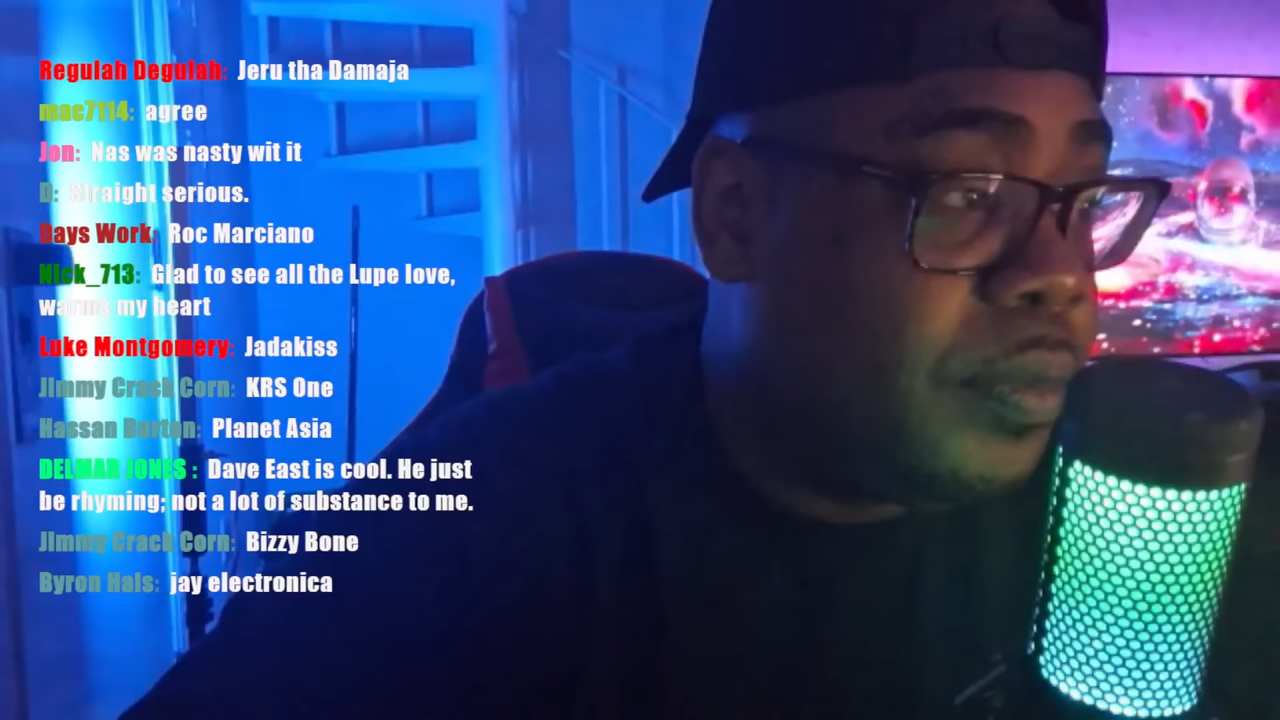 Regulah Degulah: Jeru tha Damaja
mac7114: agree
Jon: Nas was nasty wit it
D: Straight serious.
Days Work: Roc Marciano
Nick_713: Glad to see all the Lupe love,
warms my heart
Luke Montgomery: Jadakiss
Jimmy Crack Corn: KRS One
Hassan Burton: Planet Asia
DELMAR JONES : Dave East is cool. He just
be rhyming; not a lot of substance to me.
Jimmy Crack Corn: Bizzy Bone
Byron Hals: jay electronica